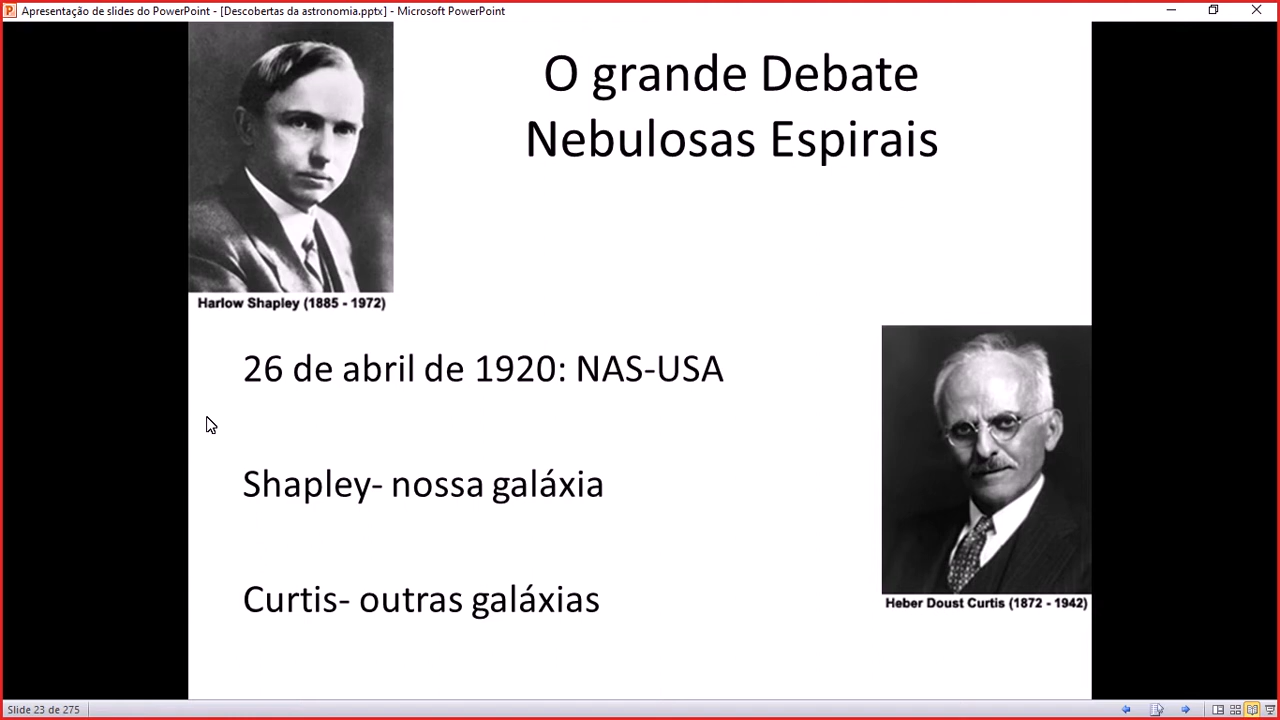 Apresentação de slides do PowerPoint - [Descobertas da astronomia.pptx] - Microsoft PowerPoint
O grande Debate
Nebulosas Espirais
Harlow Shapley (1885 - 1972)
26 de abril de 1920: NAS-USA
Shapley- nossa galáxia
Curtis- outras galáxias
Heber Doust Curtis (1872 - 1942)
Slide 23 de 275